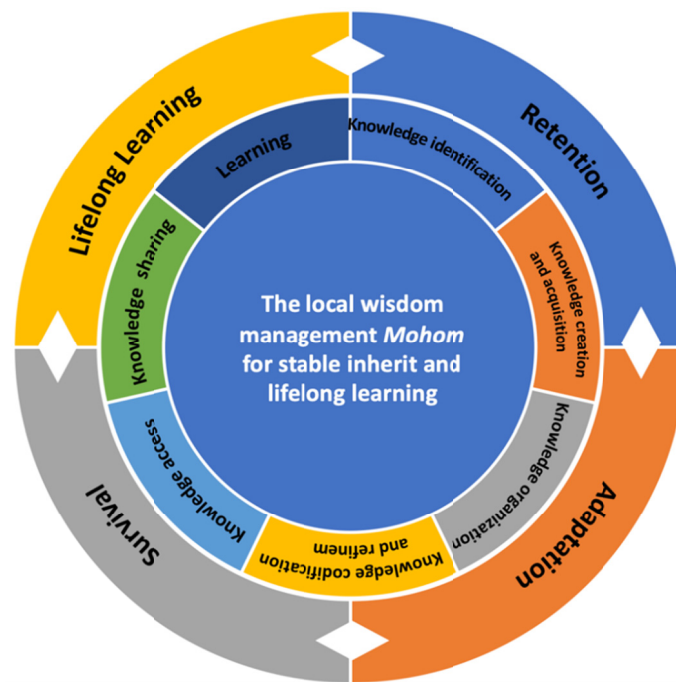 Lifelong Learning
Retention
Adaptation
Survival
Learning
Knowledge identification
Knowledge creation
and acquisition
Knowledge organization
Knowledge codification
and refinem
Knowledge access
Knowledge sharing
The local wisdom
management Mohom
for stable inherit and
lifelong learning